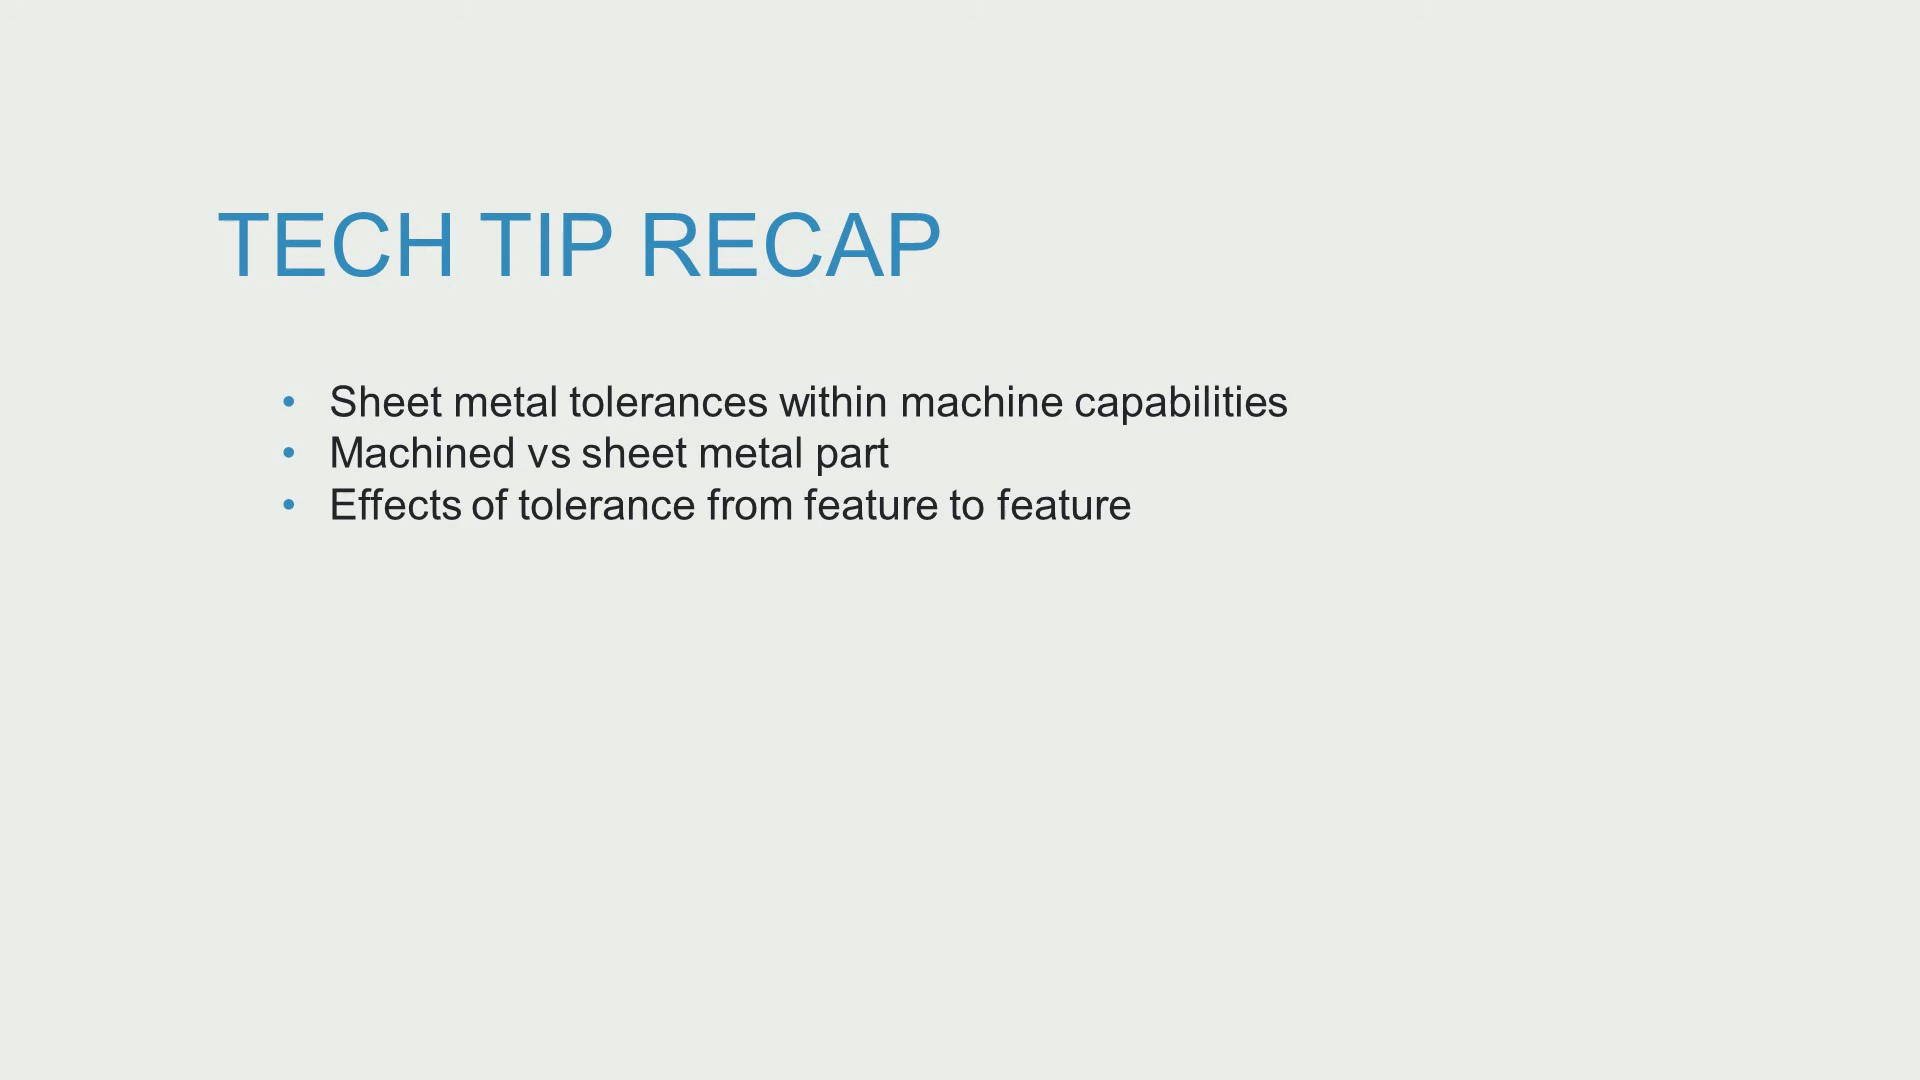 TECH TIP RECAP
• Sheet metal tolerances within machine capabilities
• Machined vs sheet metal part
• Effects of tolerance from feature to feature